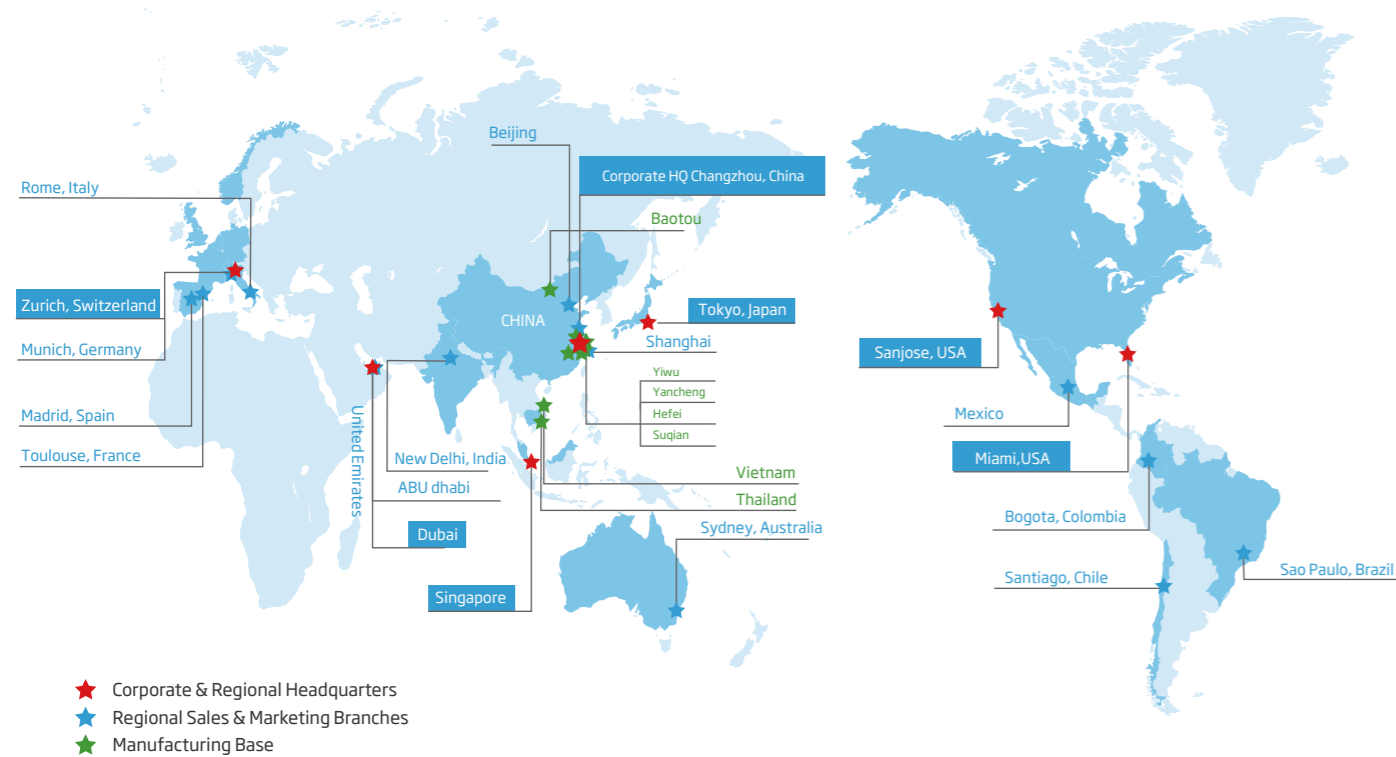 Beijing
Corporate HQ Changzhou, China
Rome, Italy
Baotou
Zurich, Switzerland
CHINA
Tokyo, Japan
Munich, Germany
Shanghai
Sanjose, USA
Yiwu
Yancheng
Hefei
Suqian
Madrid, Spain
Mexico
Toulouse, France
United Emirates
New Delhi, India
Miami,USA
Vietnam
ABU dhabi
Thailand
Bogota, Colombia
Dubai
Sydney, Australia
Sao Paulo, Brazil
Santiago, Chile
Singapore
Corporate & Regional Headquarters
Regional Sales & Marketing Branches
Manufacturing Base